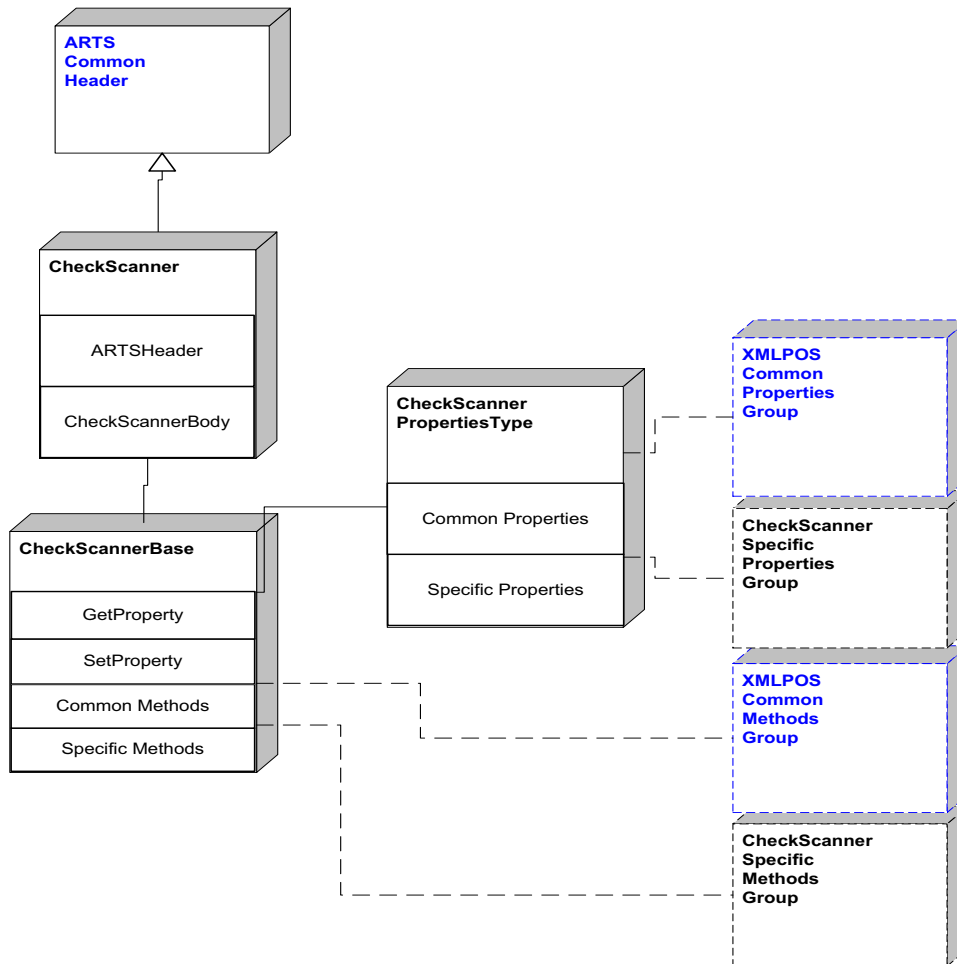 ARTS
Common
Header
CheckScanner
ARTSHeader
CheckScannerBody
CheckScanner
PropertiesType
Common Properties
Specific Properties
CheckScannerBase
GetProperty
SetProperty
Common Methods
Specific Methods
XMLPOS
Common
Properties
Group
CheckScanner
Specific
Properties
Group
XMLPOS
Common
Methods
Group
CheckScanner
Specific
Methods
Group